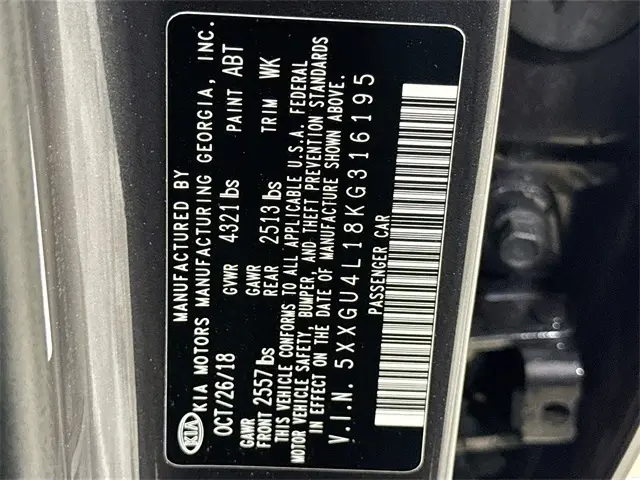 MANUFACTURED BY
KIA KIA MOTORS MANUFACTURING GEORGIA, INC.
OCT/26/18 GVWR 4321 lbs PAINT ABT
GAWR FRONT 2557 lbs GAWR REAR 2513 lbs TRIM WK
THIS VEHICLE CONFORMS TO ALL APPLICABLE U.S.A. FEDERAL
MOTOR VEHICLE SAFETY, BUMPER, AND THEFT PREVENTION STANDARDS
IN EFFECT ON THE DATE OF MANUFACTURE SHOWN ABOVE.
V.I.N. 5XXGU4L18KG316195
PASSENGER CAR